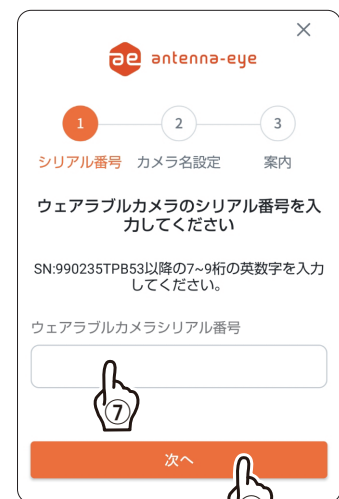 ae antenna-eye
1 2 3
シリアル番号 カメラ名設定 案内
ウェアラブルカメラのシリアル番号を入
力してください
SN:990235TPB53以降の7~9桁の英数字を入力
してください。
ウェアラブルカメラシリアル番号
⑦
次へ